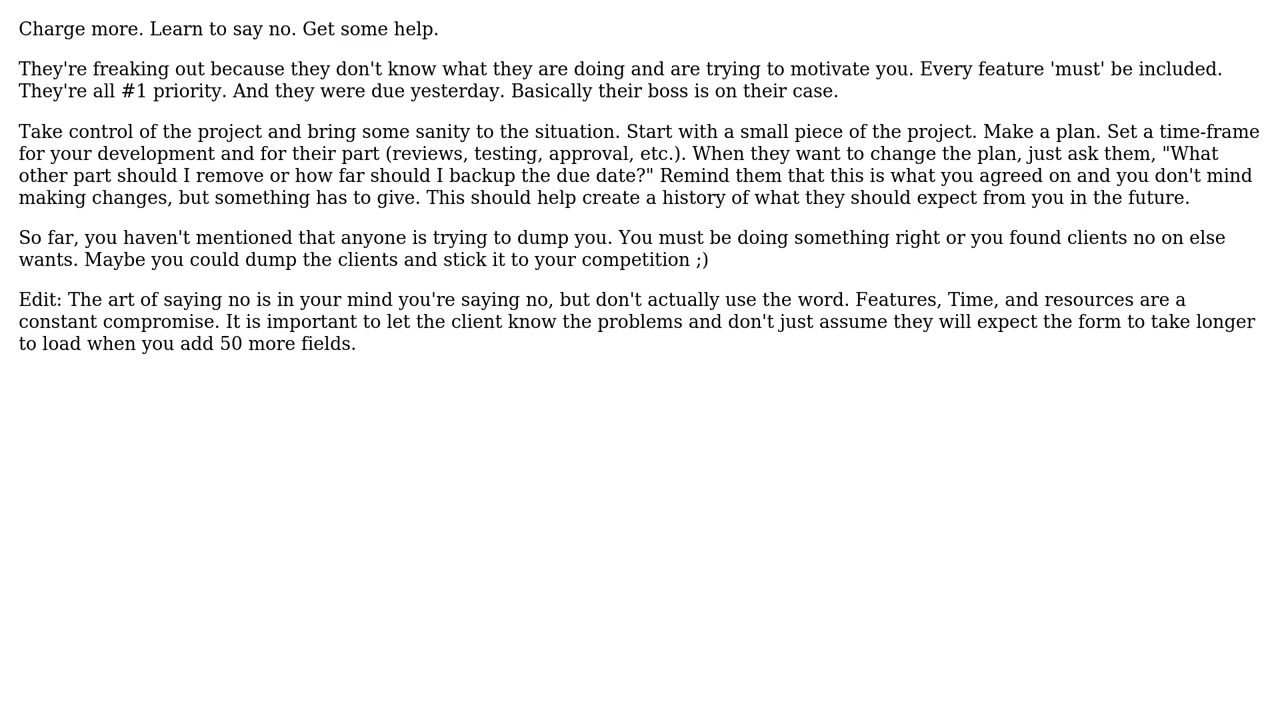 Charge more. Learn to say no. Get some help.
They're freaking out because they don't know what they are doing and are trying to motivate you. Every feature 'must' be included.
They're all #1 priority. And they were due yesterday. Basically their boss is on their case.
Take control of the project and bring some sanity to the situation. Start with a small piece of the project. Make a plan. Set a time-frame
for your development and for their part (reviews, testing, approval, etc.). When they want to change the plan, just ask them, "What
other part should I remove or how far should I backup the due date?" Remind them that this is what you agreed on and you don't mind
making changes, but something has to give. This should help create a history of what they should expect from you in the future.
So far, you haven't mentioned that anyone is trying to dump you. You must be doing something right or you found clients no on else
wants. Maybe you could dump the clients and stick it to your competition ;)
Edit: The art of saying no is in your mind you're saying no, but don't actually use the word. Features, Time, and resources are a
constant compromise. It is important to let the client know the problems and don't just assume they will expect the form to take longer
to load when you add 50 more fields.